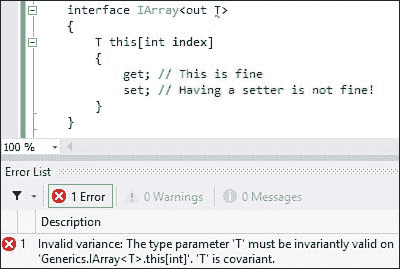 interface IArray<out T>
{
T this[int index]
{
get; // This is fine
set; // Having a setter is not fine!
}
}
100 %
Error List
1 Error
0 Warnings
0 Messages
Description
1 Invalid variance: The type parameter 'T' must be invariantly valid on
'Generics.IArray<T>.this[int]'. 'T' is covariant.